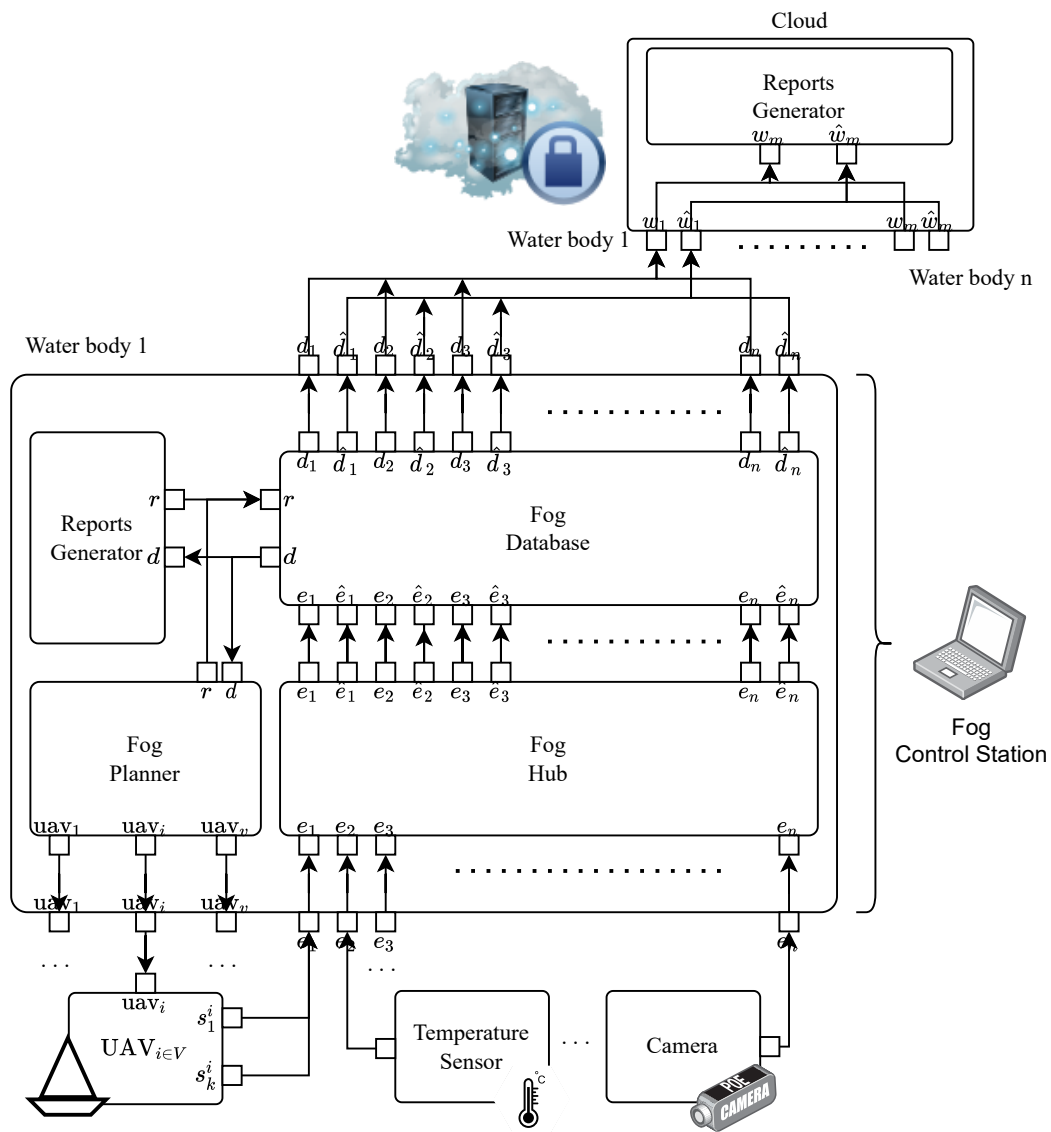 Cloud
Reports
Generator
w_m ŵ_m
w_1 ŵ_1 w_m ŵ_m
Water body 1
. . . . . . . . .
Water body n
Water body 1
d_1 d̂_1 d_2 d̂_2 d_3 d̂_3 d_n d̂_n
. . . . . . . . . . . . .
d_1 d̂_1 d_2 d̂_2 d_3 d̂_3 d_n d̂_n
Reports
Generator
r
d
r
d
Fog
Database
e_1 ê_1 e_2 ê_2 e_3 ê_3 e_n ê_n
. . . . . . . . . . . . .
e_1 ê_1 e_2 ê_2 e_3 ê_3 e_n ê_n
r d
Fog
Planner
Fog
Hub
Fog
Control Station
uav_1 uav_i uav_v
e_1 e_2 e_3 e_n
. . . . . . . . . . . . . . . . . . .
uav_1 uav_i uav_v
e_1 e_2 e_3 e_i
. . . . . . . . .
uav_i
UAV_{i∈V}
s_1^i
s_k^i
Temperature
Sensor
°C
. . .
Camera
POE
CAMERA